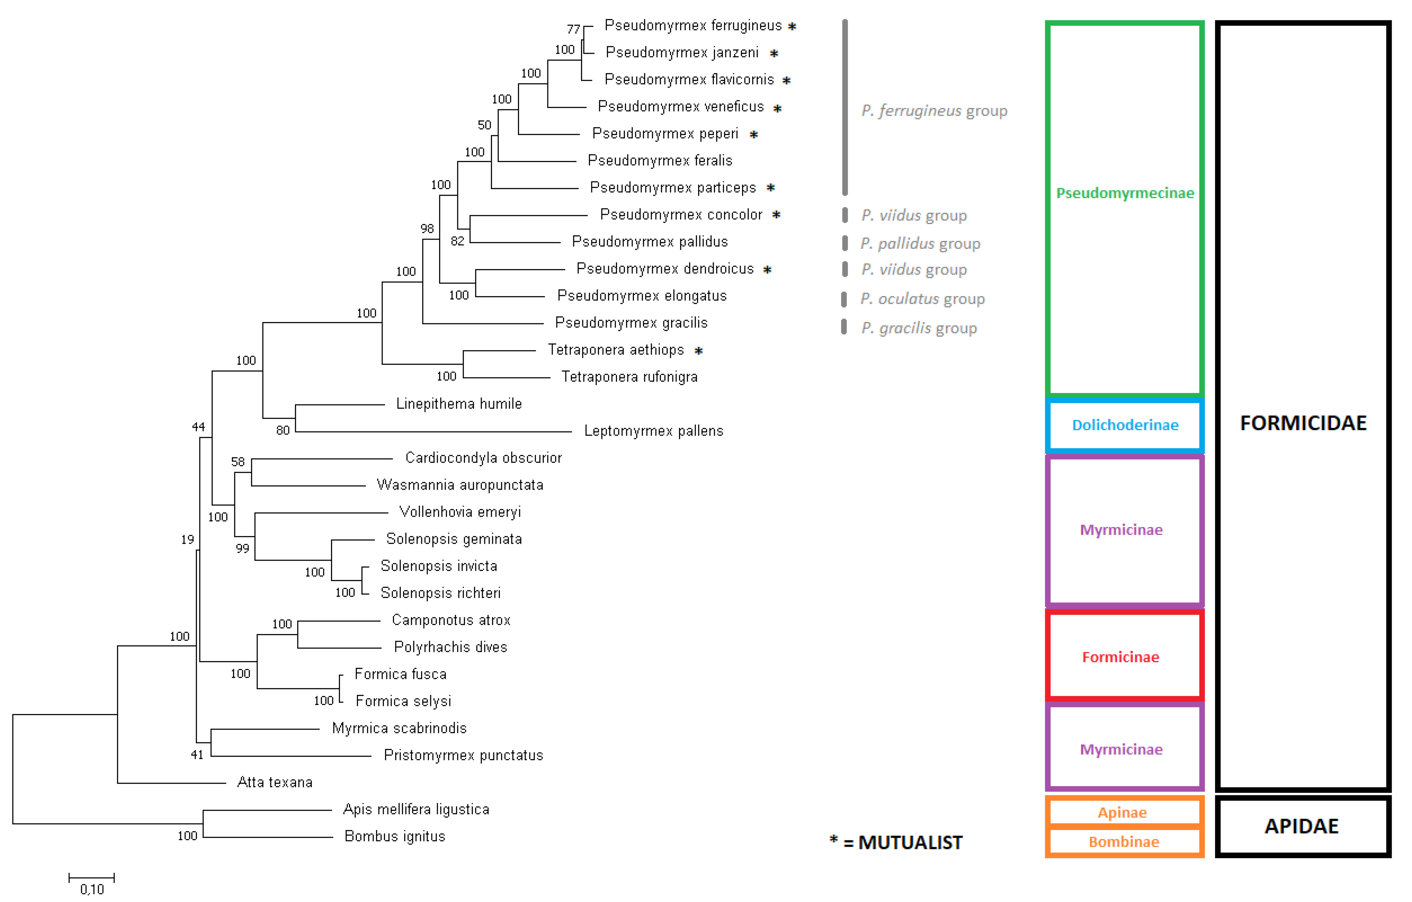 77
Pseudomyrmex ferrugineus *
100
Pseudomyrmex janzeni *
100
Pseudomyrmex flavicornis *
100
Pseudomyrmex veneficus *
P. ferrugineus group
50
Pseudomyrmex peperi *
100
Pseudomyrmex feralis
100
Pseudomyrmex particeps *
Pseudomyrmecinae
98
Pseudomyrmex concolor *
P. viidus group
82
Pseudomyrmex pallidus
P. pallidus group
100
Pseudomyrmex dendroicus *
P. viidus group
100
Pseudomyrmex elongatus
P. oculatus group
100
Pseudomyrmex gracilis
P. gracilis group
Tetraponera aethiops *
100
100
Tetraponera rufonigra
Linepithema humile
44
80
Leptomyrmex pallens
Dolichoderinae
FORMICIDAE
58
Cardiocondyla obscurior
Wasmannia auropunctata
100
Vollenhovia emeryi
19
99
Solenopsis geminata
Myrmicinae
100
Solenopsis invicta
100
Solenopsis richteri
100
100
Camponotus atrox
Polyrhachis dives
Formicinae
100
Formica fusca
100
Formica selysi
Myrmica scabrinodis
41
Pristomyrmex punctatus
Myrmicinae
Atta texana
Apis mellifera ligustica
Apinae
100
Bombus ignitus
Bombinae
APIDAE
* = MUTUALIST
0,10